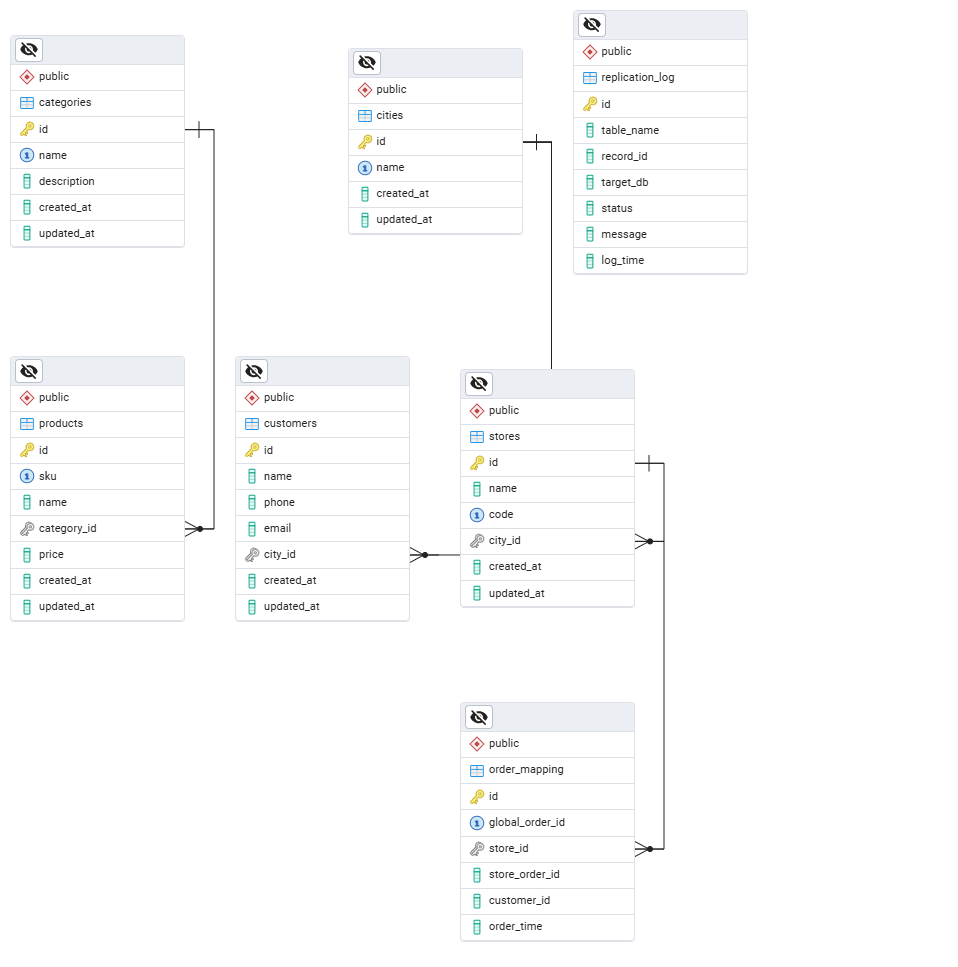 public
categories
id
name
description
created_at
updated_at
public
cities
id
name
created_at
updated_at
public
replication_log
id
table_name
record_id
target_db
status
message
log_time
public
products
id
sku
name
category_id
price
created_at
updated_at
public
customers
id
name
phone
email
city_id
created_at
updated_at
public
stores
id
name
code
city_id
created_at
updated_at
public
order_mapping
id
global_order_id
store_id
store_order_id
customer_id
order_time